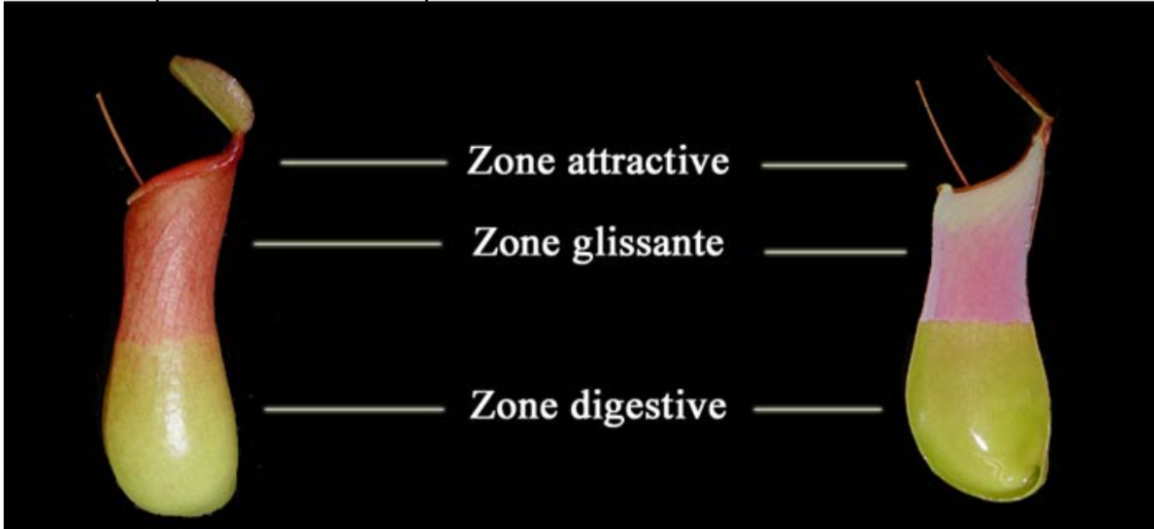 Zone attractive
Zone glissante
Zone digestive